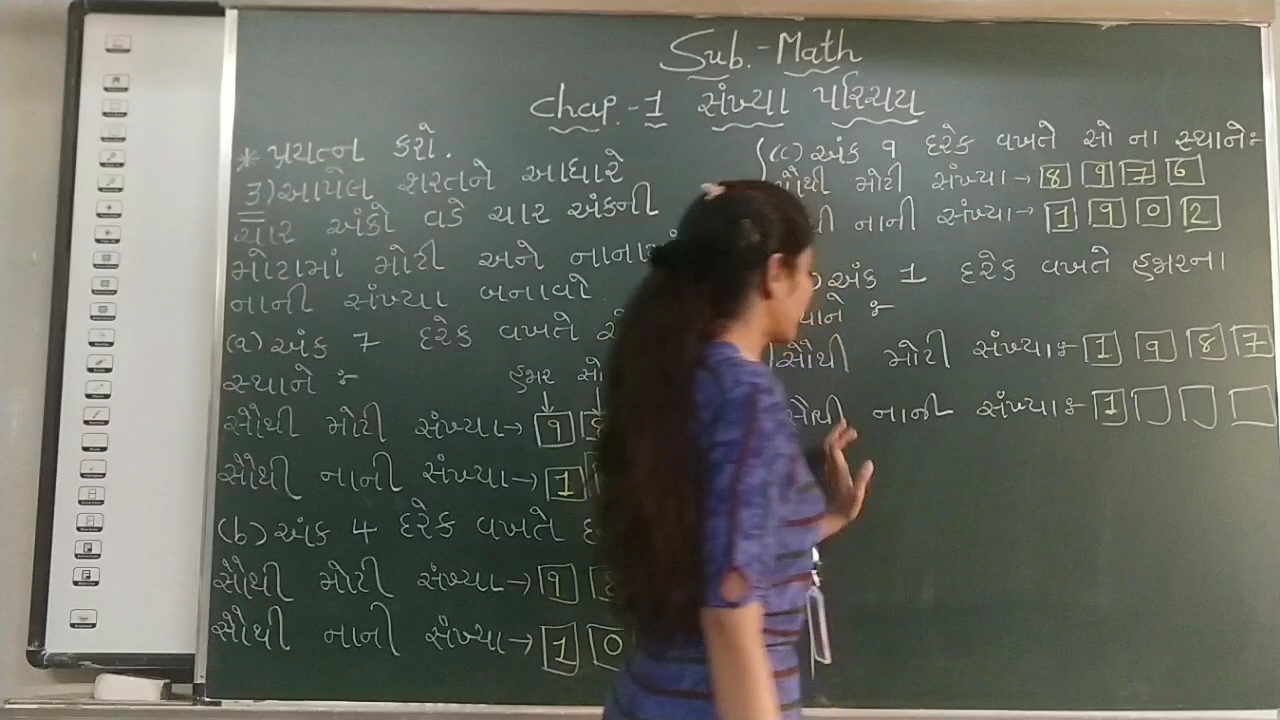 Sub.-Math
Chap.-1 સંખ્યા પરિચય
* પ્રયત્ન કરો.
3) આપેલ શરતને આધારે
ચાર અંકો વડે ચાર અંકની
મોટામાં મોટી અને નાનામાં
નાની સંખ્યા બનાવો.
(a) અંક 7 દરેક વખતે
સ્થાને ઃ-
હજાર સો
સૌથી મોટી સંખ્યા → 9
સૌથી નાની સંખ્યા → 1
(b) અંક 4 દરેક વખતે
સૌથી મોટી સંખ્યા → 9
સૌથી નાની સંખ્યા → 1 0
(c) અંક 9 દરેક વખતે સો ના સ્થાને ઃ-
સૌથી મોટી સંખ્યા → 8 9 7 6
નાની સંખ્યા → 1 9 0 2
અંક 1 દરેક વખતે હજારના
સૌથી મોટી સંખ્યા ઃ- 1 9 8 7
સૌથી નાની સંખ્યા ઃ- 1